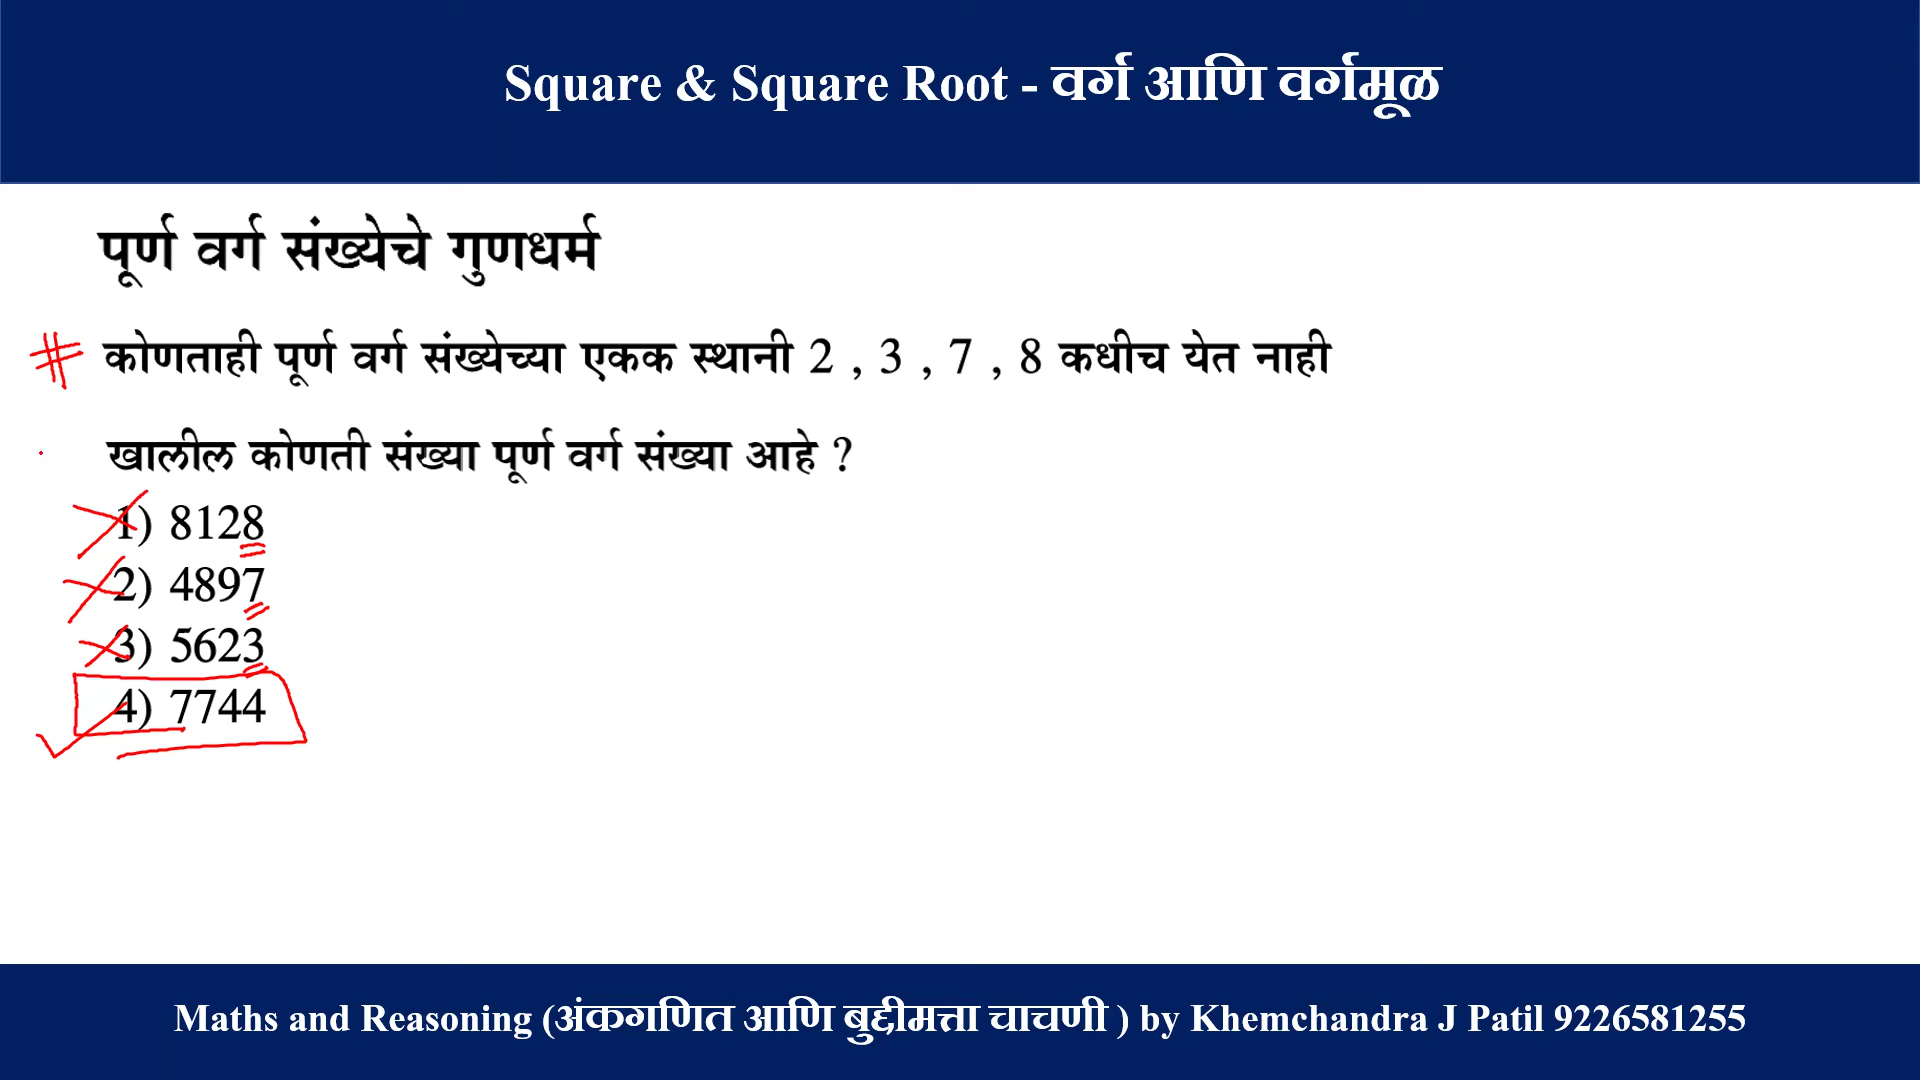 Square & Square Root - वर्ग आणि वर्गमूळ
पूर्ण वर्ग संख्येचे गुणधर्म
# कोणताही पूर्ण वर्ग संख्येच्या एकक स्थानी 2 , 3 , 7 , 8 कधीच येत नाही
खालील कोणती संख्या पूर्ण वर्ग संख्या आहे ?
1) 8128
2) 4897
3) 5623
4) 7744
Maths and Reasoning (अंकगणित आणि बुद्दीमत्ता चाचणी ) by Khemchandra J Patil 9226581255